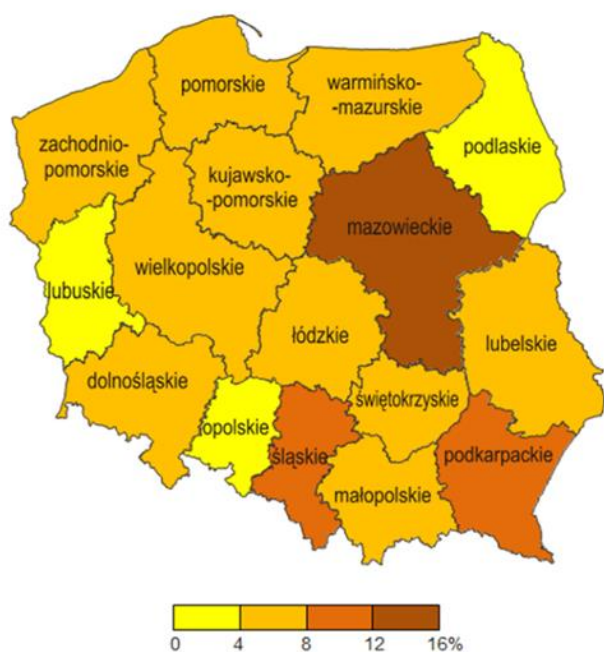 pomorskie
warmińsko-
-mazurskie
zachodnio-
pomorskie
podlaskie
kujawsko-
-pomorskie
mazowieckie
wielkopolskie
lubuskie
łódzkie
lubelskie
dolnośląskie
świętokrzyskie
opolskie
śląskie
podkarpackie
małopolskie
0 4 8 12 16%